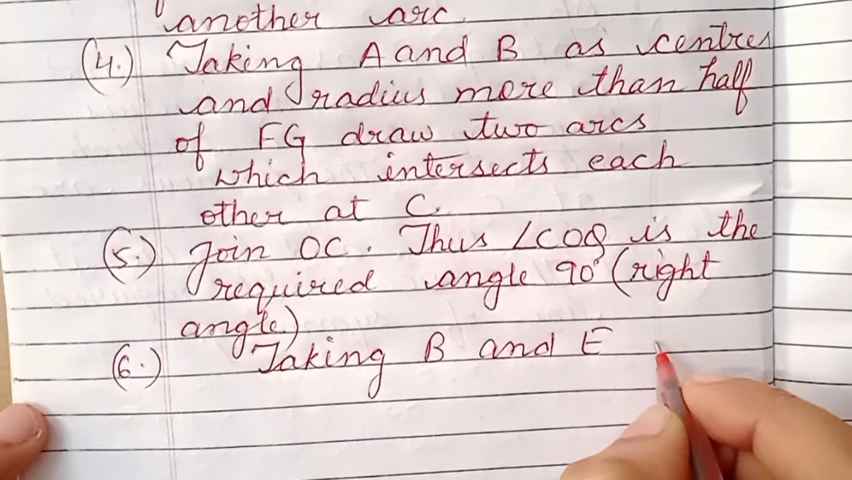 another arc
(4.) Taking A and B as centres
and radius more than half
of FG draw two arcs
which intersects each
other at C.
(5.) Join OC. Thus ∠COQ is the
required angle 90° (right
angle)
(6.) Taking B and E